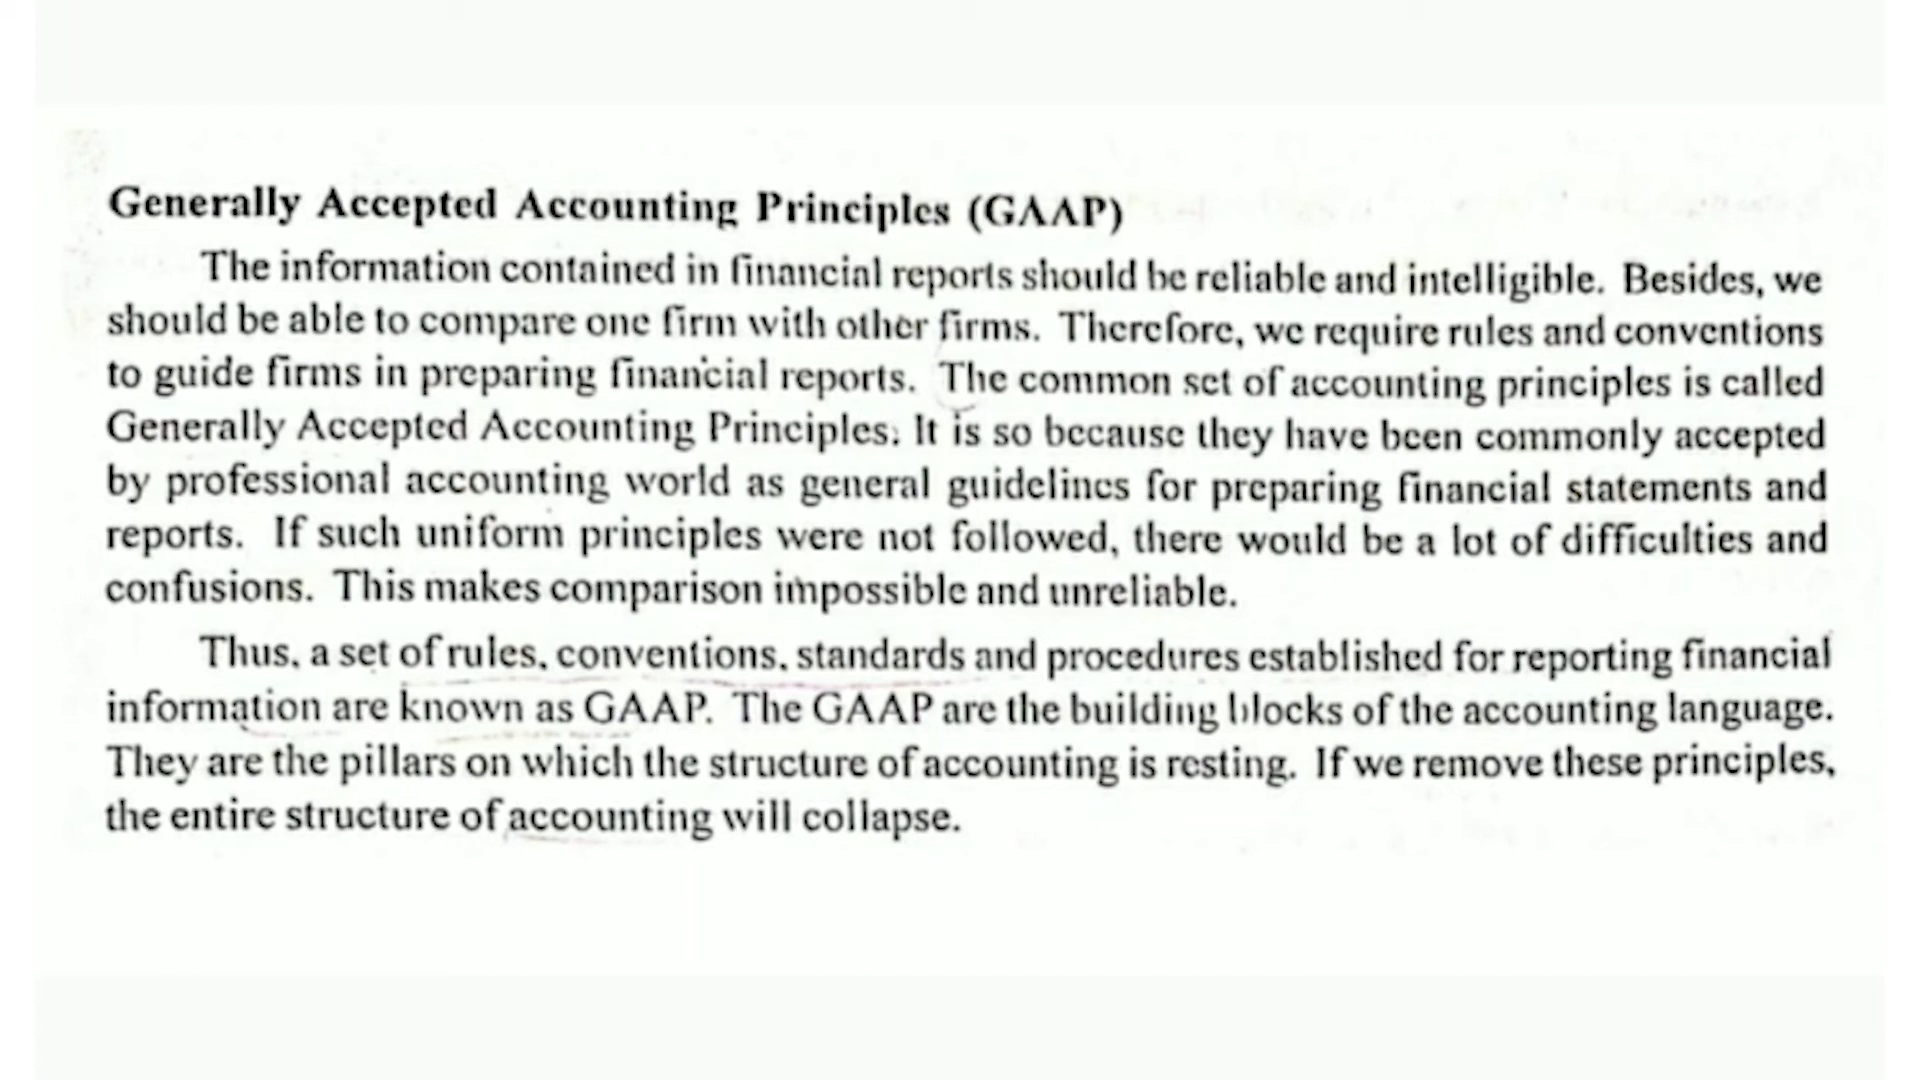 Generally Accepted Accounting Principles (GAAP)
The information contained in financial reports should be reliable and intelligible. Besides, we
should be able to compare one firm with other firms. Therefore, we require rules and conventions
to guide firms in preparing financial reports. The common set of accounting principles is called
Generally Accepted Accounting Principles. It is so because they have been commonly accepted
by professional accounting world as general guidelines for preparing financial statements and
reports. If such uniform principles were not followed, there would be a lot of difficulties and
confusions. This makes comparison impossible and unreliable.
Thus, a set of rules, conventions, standards and procedures established for reporting financial
information are known as GAAP. The GAAP are the building blocks of the accounting language.
They are the pillars on which the structure of accounting is resting. If we remove these principles,
the entire structure of accounting will collapse.